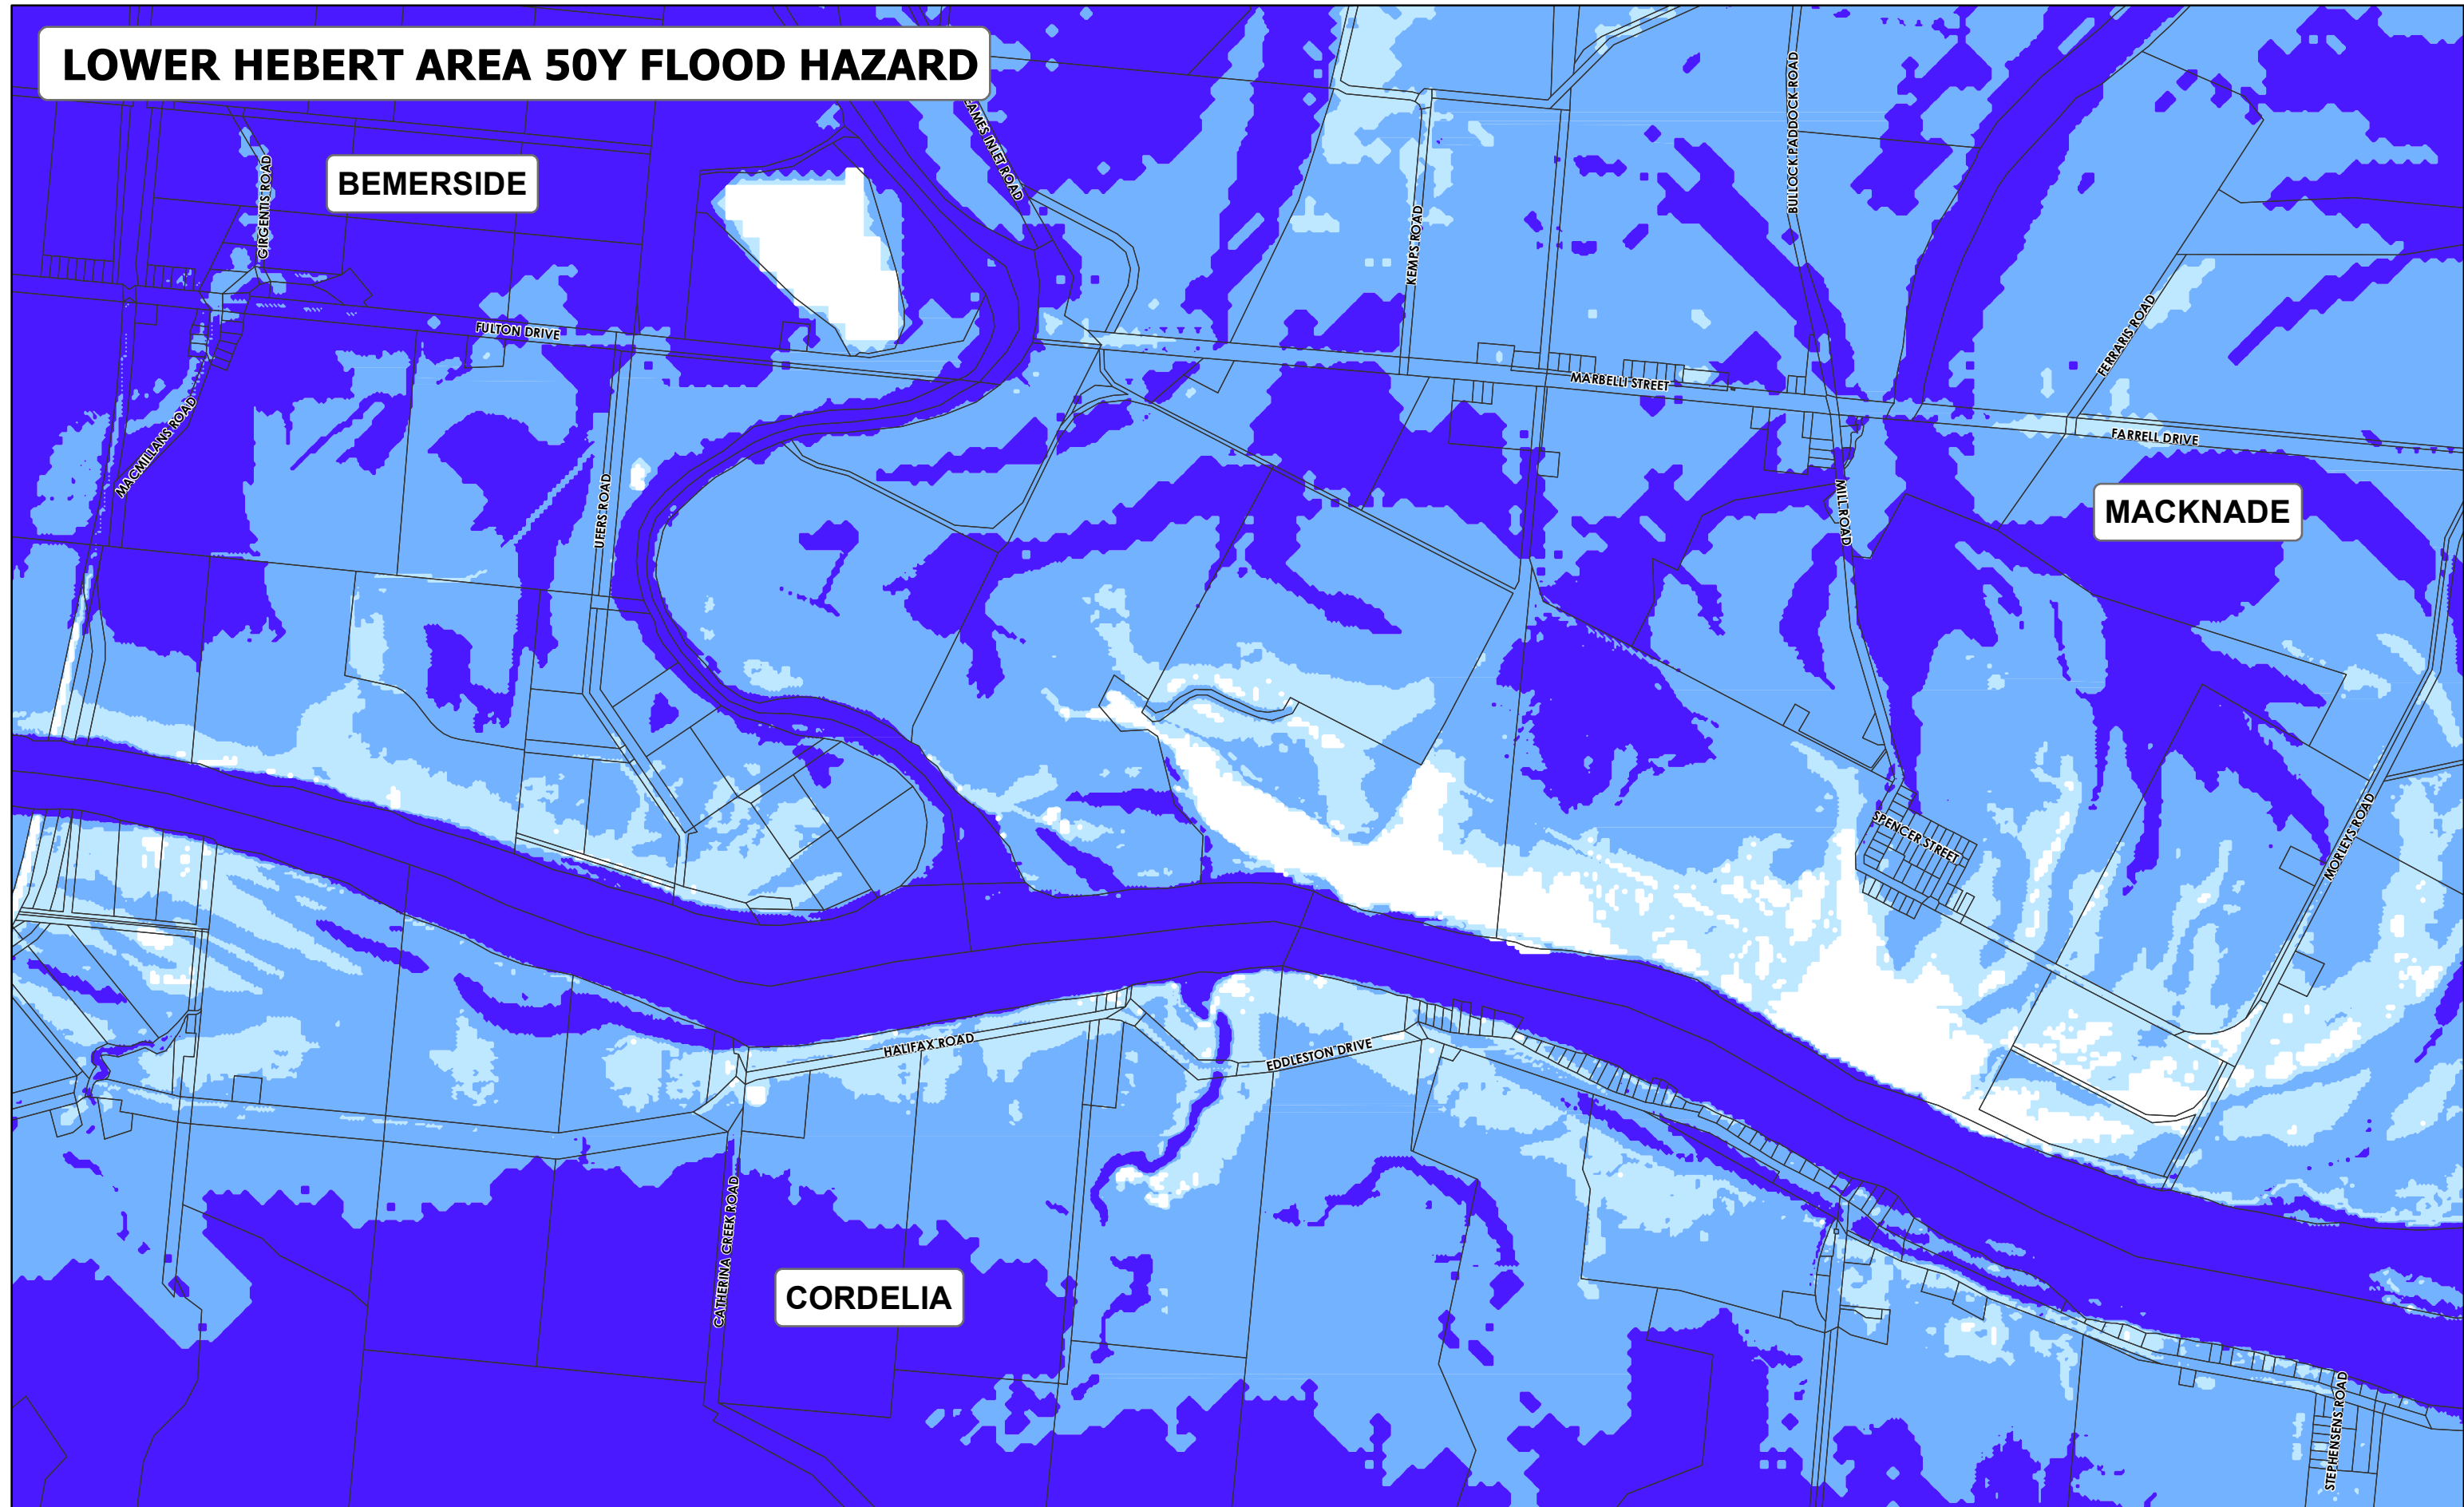 LOWER HEBERT AREA 50Y FLOOD HAZARD
BULLOCK PADDOCK ROAD
EAMES INLET ROAD
GIRGENTIS ROAD
BEMERSIDE
KEMPS ROAD
FULTON DRIVE
FERRARIS ROAD
MARBELLI STREET
MACMILLANS ROAD
FARRELL DRIVE
UEERS ROAD
MILL ROAD
MACKNADE
SPENCER STREET
MORLEYS ROAD
HALIFAX ROAD
EDDLESTON DRIVE
CATHERINA CREEK ROAD
CORDELIA
STEPHENSENS ROAD